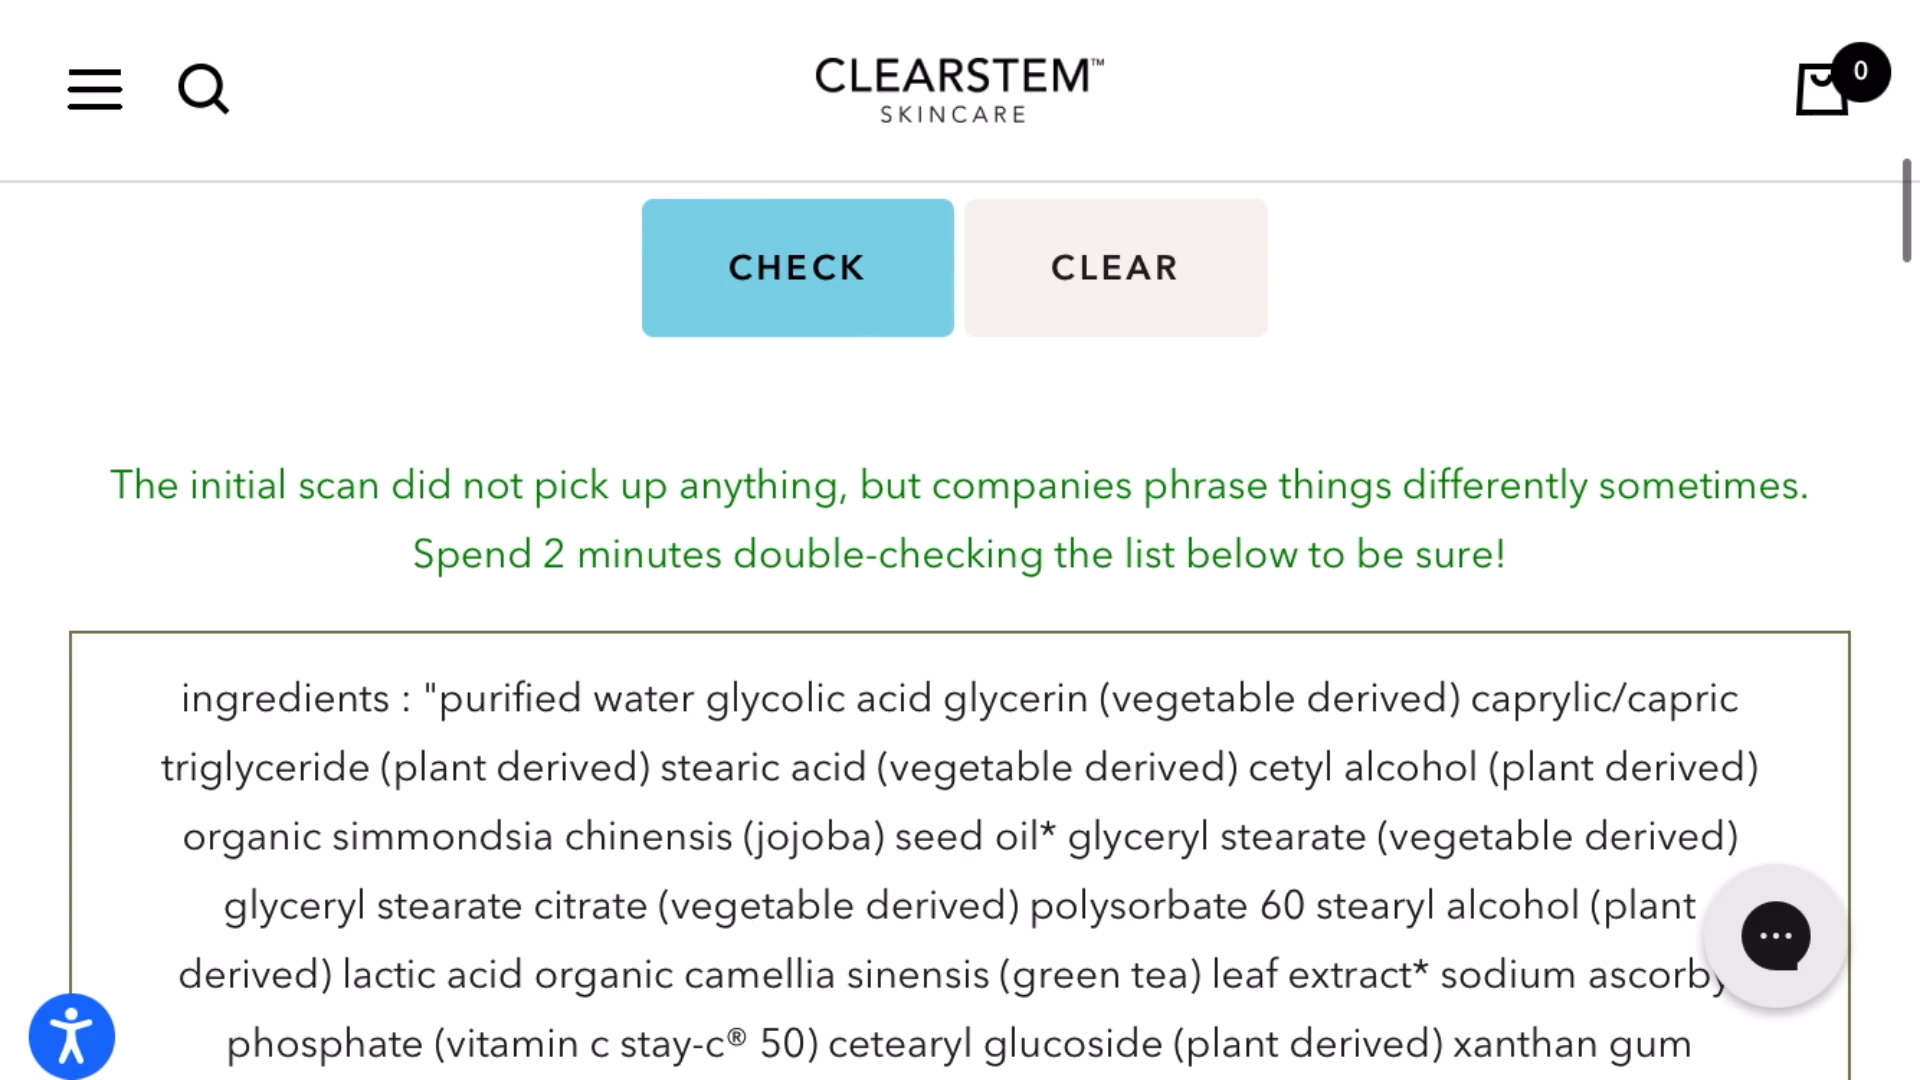 CLEARSTEM™
SKINCARE
0
CHECK
CLEAR
The initial scan did not pick up anything, but companies phrase things differently sometimes.
Spend 2 minutes double-checking the list below to be sure!
ingredients : "purified water glycolic acid glycerin (vegetable derived) caprylic/capric
triglyceride (plant derived) stearic acid (vegetable derived) cetyl alcohol (plant derived)
organic simmondsia chinensis (jojoba) seed oil* glyceryl stearate (vegetable derived)
glyceryl stearate citrate (vegetable derived) polysorbate 60 stearyl alcohol (plant
derived) lactic acid organic camellia sinensis (green tea) leaf extract* sodium
phosphate (vitamin c stay-c® 50) cetearyl glucoside (plant derived) xanthan gum